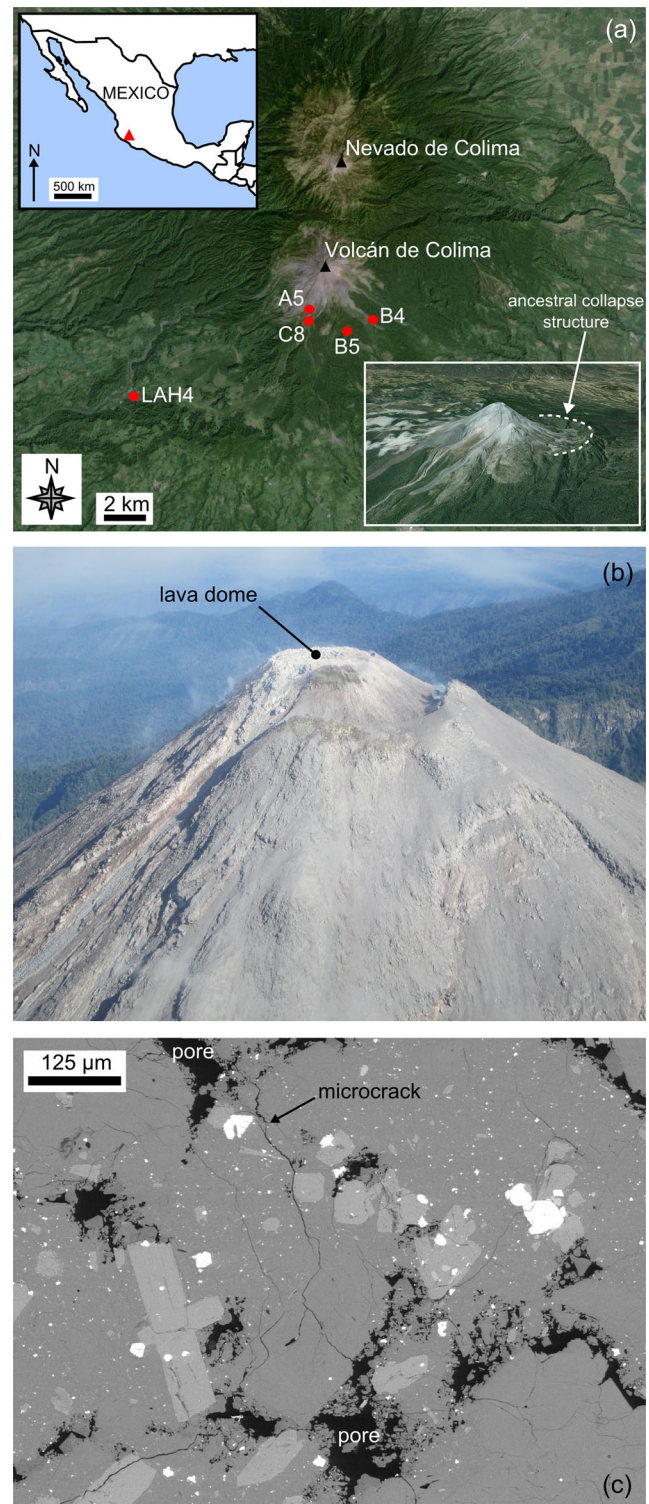 (a)
MEXICO
N
500 km
Nevado de Colima
Volcán de Colima
A5
C8
B4
B5
ancestral collapse
structure
LAH4
N
2 km
(b)
lava dome
125 µm
pore
microcrack
pore
(c)